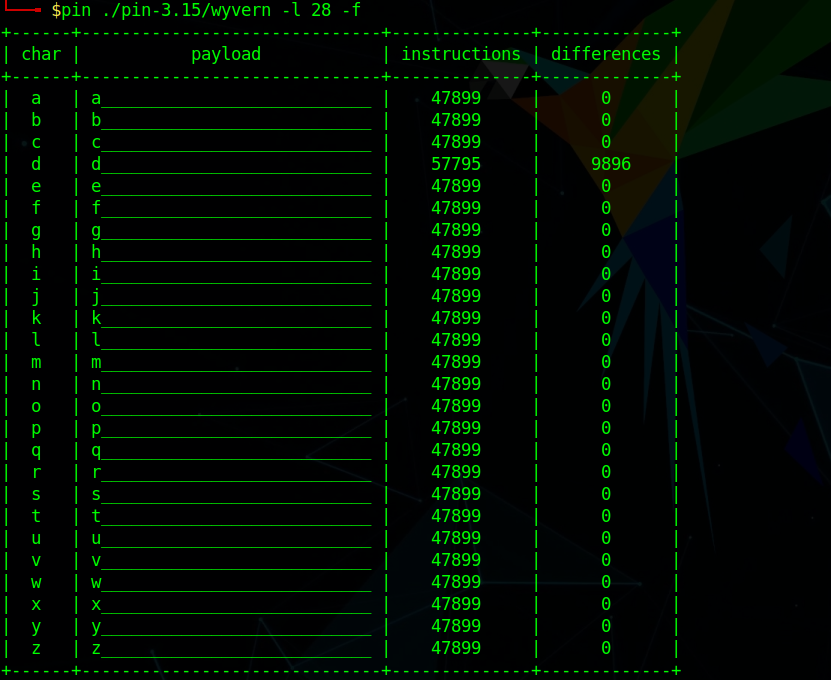 $pin ./pin-3.15/wyvern -l 28 -f
+------+------------------------------+--------------+-------------+
| char |           payload            | instructions | differences |
+------+------------------------------+--------------+-------------+
|  a   | a___________________________ |    47899     |      0      |
|  b   | b___________________________ |    47899     |      0      |
|  c   | c___________________________ |    47899     |      0      |
|  d   | d___________________________ |    57795     |     9896    |
|  e   | e___________________________ |    47899     |      0      |
|  f   | f___________________________ |    47899     |      0      |
|  g   | g___________________________ |    47899     |      0      |
|  h   | h___________________________ |    47899     |      0      |
|  i   | i___________________________ |    47899     |      0      |
|  j   | j___________________________ |    47899     |      0      |
|  k   | k___________________________ |    47899     |      0      |
|  l   | l___________________________ |    47899     |      0      |
|  m   | m___________________________ |    47899     |      0      |
|  n   | n___________________________ |    47899     |      0      |
|  o   | o___________________________ |    47899     |      0      |
|  p   | p___________________________ |    47899     |      0      |
|  q   | q___________________________ |    47899     |      0      |
|  r   | r___________________________ |    47899     |      0      |
|  s   | s___________________________ |    47899     |      0      |
|  t   | t___________________________ |    47899     |      0      |
|  u   | u___________________________ |    47899     |      0      |
|  v   | v___________________________ |    47899     |      0      |
|  w   | w___________________________ |    47899     |      0      |
|  x   | x___________________________ |    47899     |      0      |
|  y   | y___________________________ |    47899     |      0      |
|  z   | z___________________________ |    47899     |      0      |
+------+------------------------------+--------------+-------------+